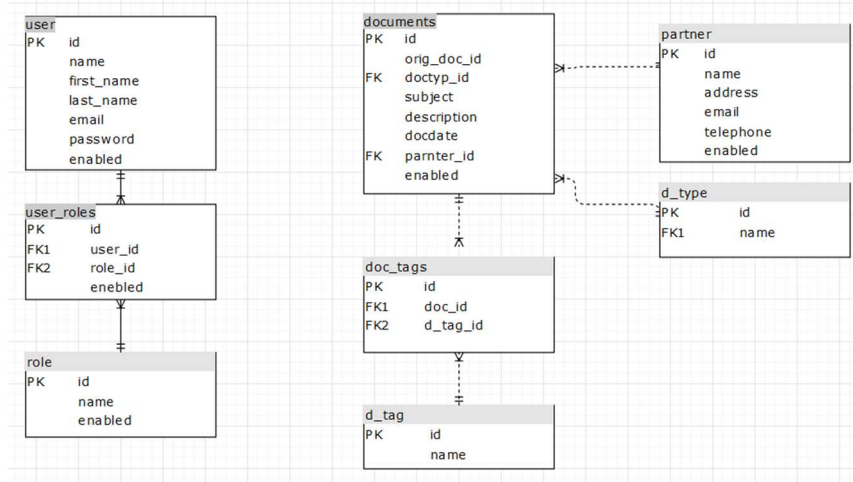 user
PK id
name
first_name
last_name
email
password
enabled
user_roles
PK id
FK1 user_id
FK2 role_id
enebled
role
PK id
name
enabled
documents
PK id
orig_doc_id
FK doctyp_id
subject
description
docdate
FK parnter_id
enabled
doc_tags
PK id
FK1 doc_id
FK2 d_tag_id
d_tag
PK id
name
partner
PK id
name
address
email
telephone
enabled
d_type
PK id
FK1 name